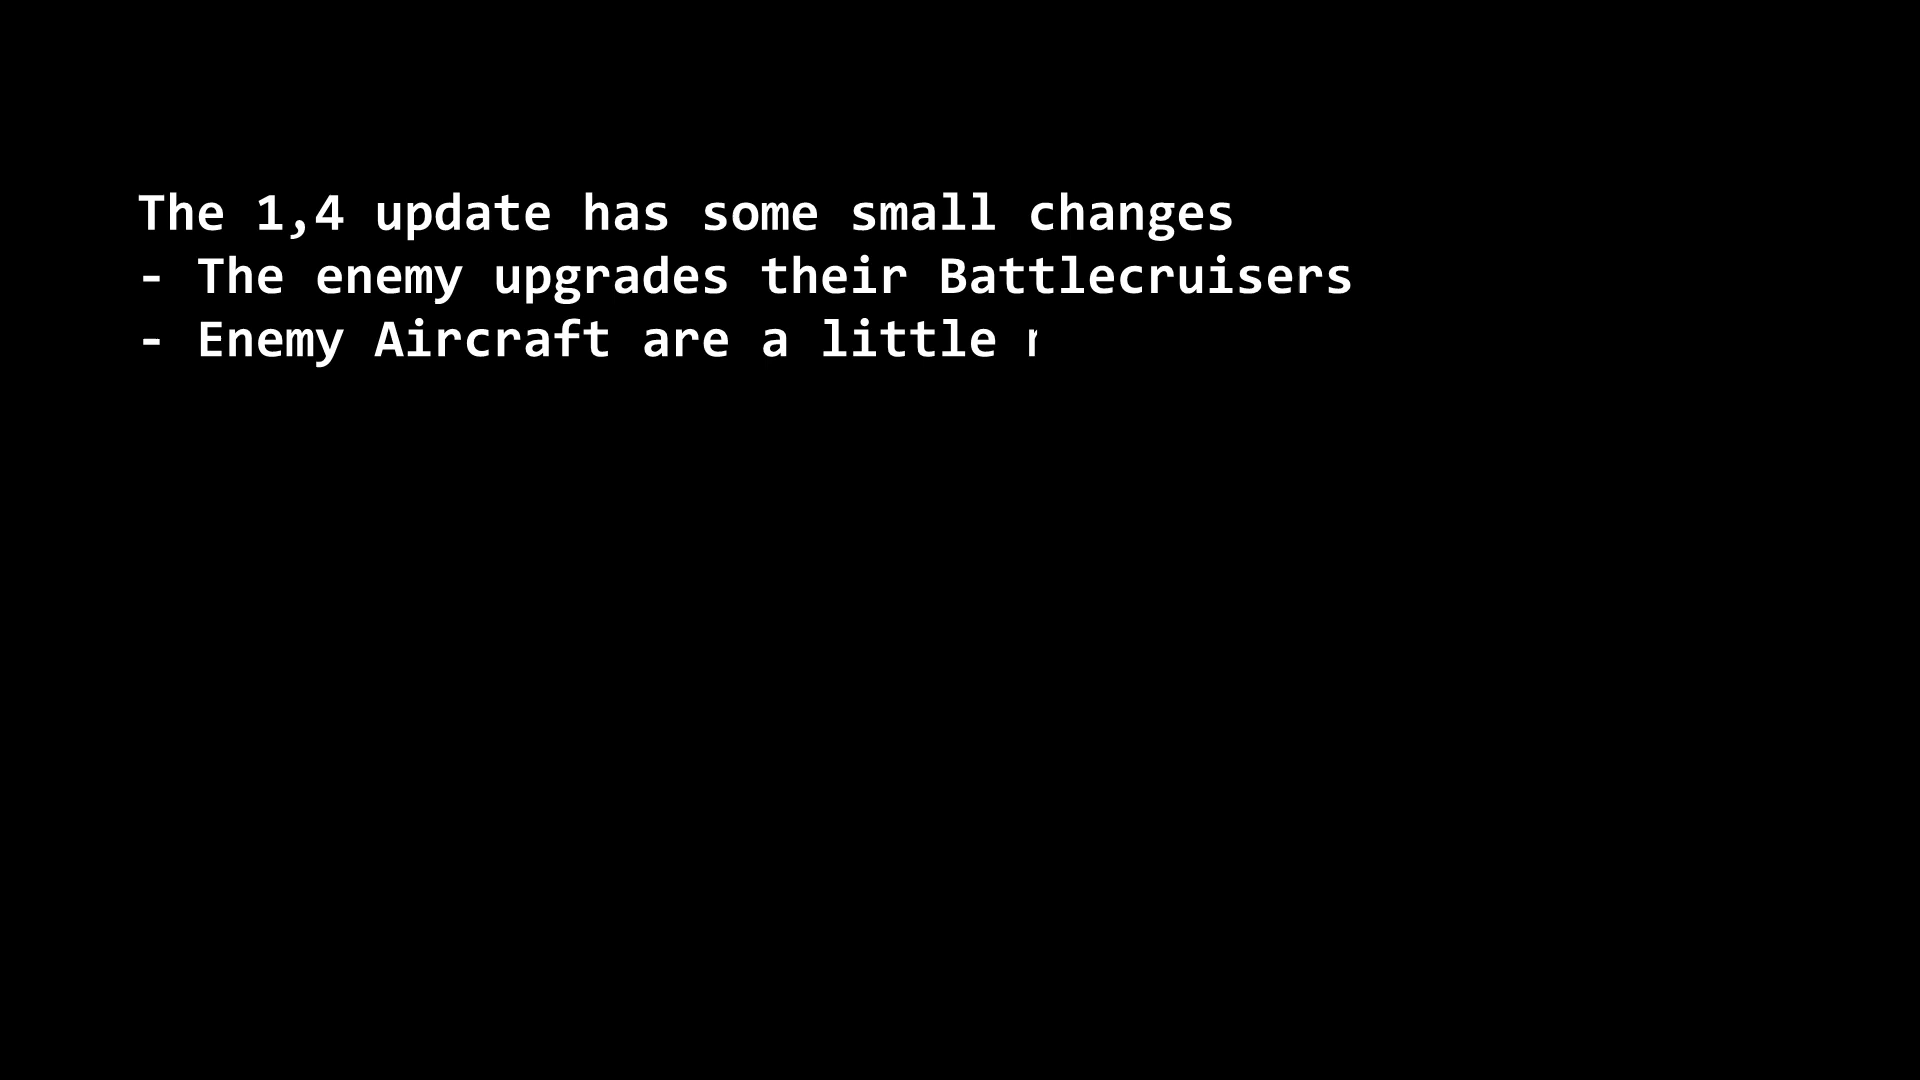 The 1,4 update has some small changes
- The enemy upgrades their Battlecruisers
- Enemy Aircraft are a little